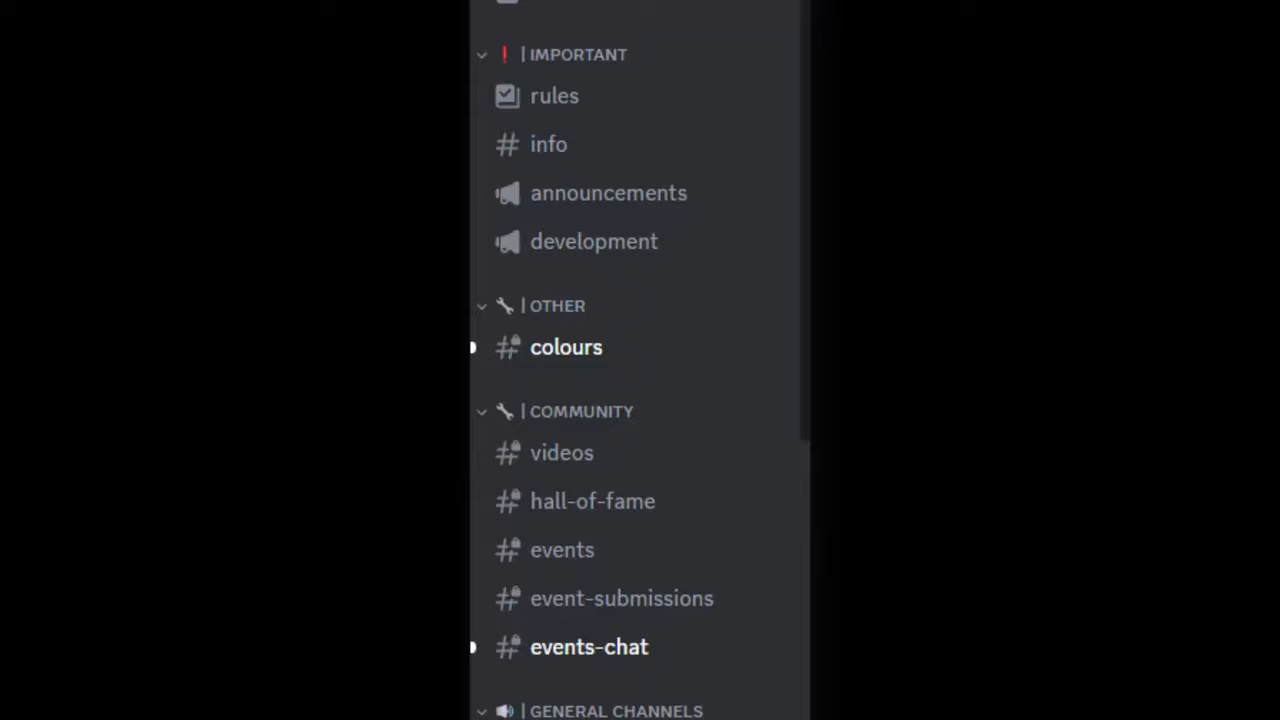 ❗ | IMPORTANT
rules
info
announcements
development
🔧 | OTHER
colours
🔧 | COMMUNITY
videos
hall-of-fame
events
event-submissions
events-chat
🔊 | GENERAL CHANNELS